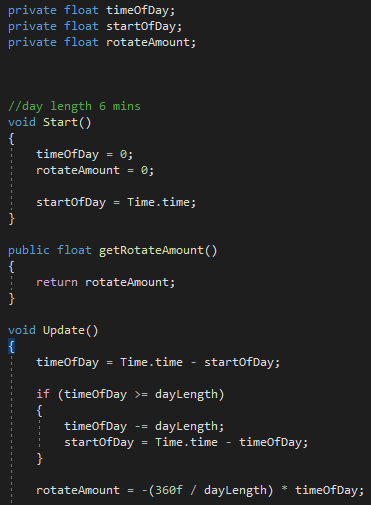 private float timeOfDay;
private float startOfDay;
private float rotateAmount;
//day length 6 mins
void Start()
{
timeOfDay = 0;
rotateAmount = 0;
startOfDay = Time.time;
}
public float getRotateAmount()
{
return rotateAmount;
}
void Update()
{
timeOfDay = Time.time - startOfDay;
if (timeOfDay >= dayLength)
{
timeOfDay -= dayLength;
startOfDay = Time.time - timeOfDay;
}
rotateAmount = -(360f / dayLength) * timeOfDay;